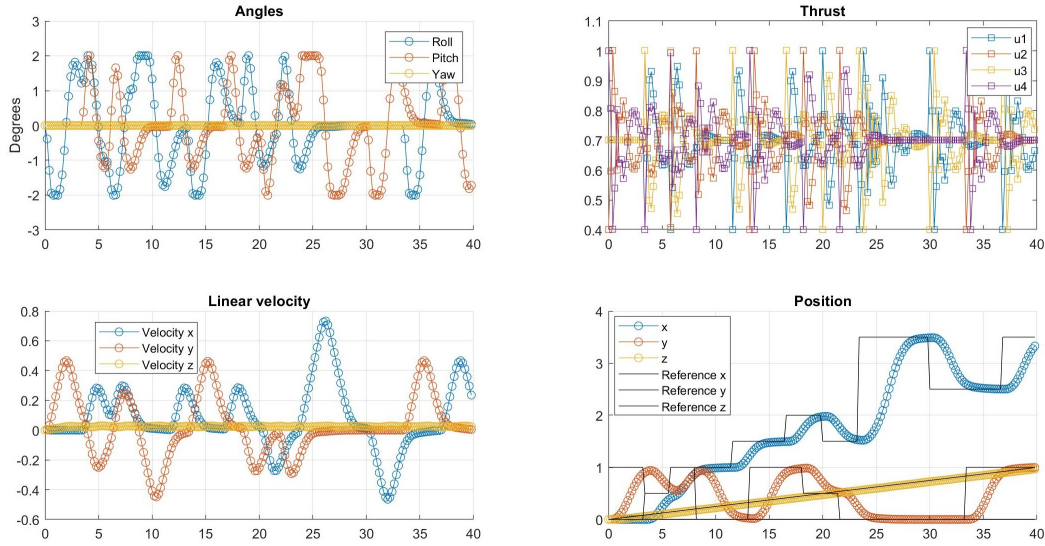 Angles
3
2
1
0
-1
-2
-3
Degrees
0 5 10 15 20 25 30 35 40
Roll
Pitch
Yaw
Thrust
1.1
1
0.9
0.8
0.7
0.6
0.5
0.4
0 5 10 15 20 25 30 35 40
u1
u2
u3
u4
Linear velocity
0.8
0.6
0.4
0.2
0
-0.2
-0.4
-0.6
0 5 10 15 20 25 30 35 40
Velocity x
Velocity y
Velocity z
Position
4
3
2
1
0
0 5 10 15 20 25 30 35 40
x
y
z
Reference x
Reference y
Reference z